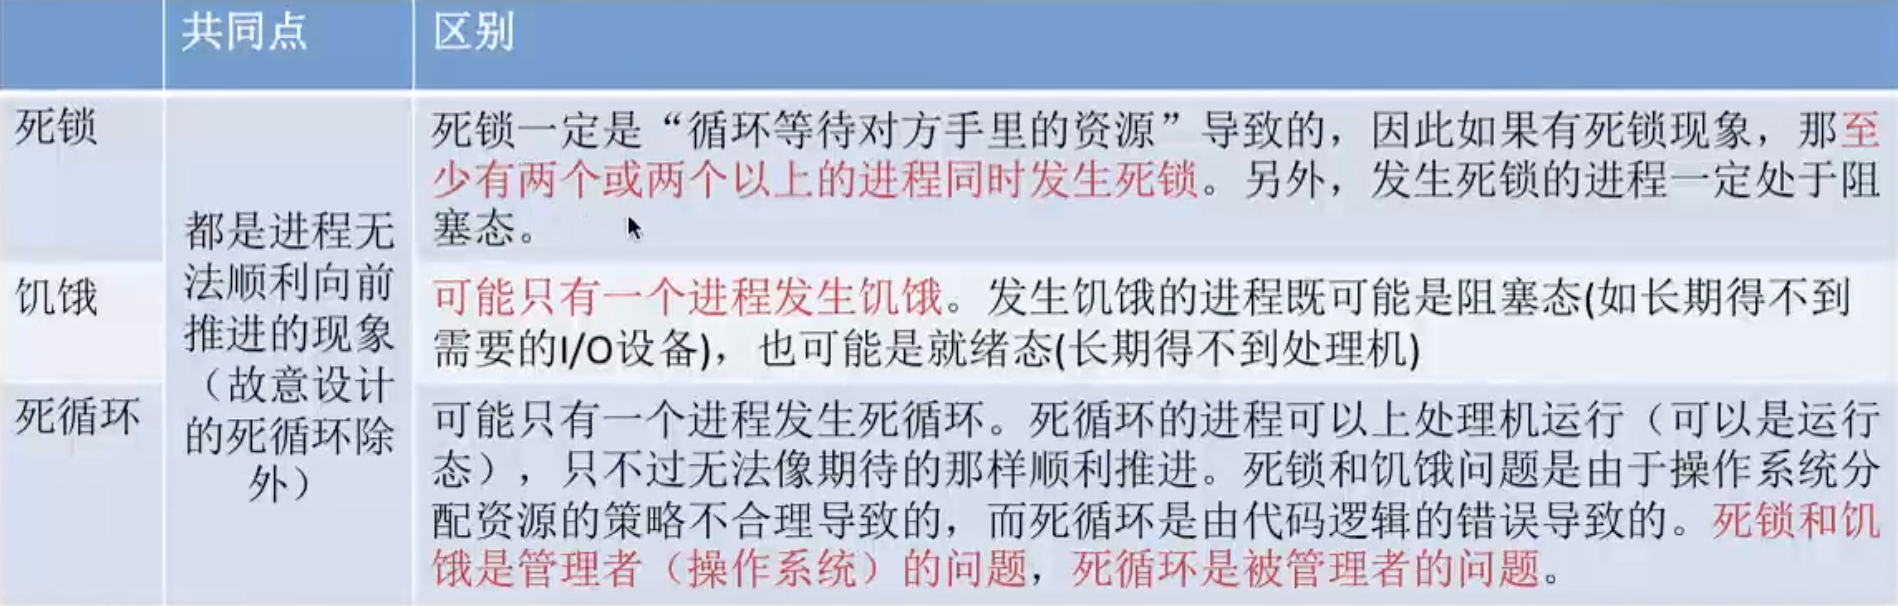 共同点
区别
死锁
都是进程无
法顺利向前
推进的现象
（故意设计
的死循环除
外）
死锁一定是“循环等待对方手里的资源”导致的，因此如果有死锁现象，那至
少有两个或两个以上的进程同时发生死锁。另外，发生死锁的进程一定处于阻
塞态。
饥饿
可能只有一个进程发生饥饿。发生饥饿的进程既可能是阻塞态(如长期得不到
需要的I/O设备)，也可能是就绪态(长期得不到处理机)
死循环
可能只有一个进程发生死循环。死循环的进程可以上处理机运行（可以是运行
态），只不过无法像期待的那样顺利推进。死锁和饥饿问题是由于操作系统分
配资源的策略不合理导致的，而死循环是由代码逻辑的错误导致的。死锁和饥
饿是管理者（操作系统）的问题，死循环是被管理者的问题。